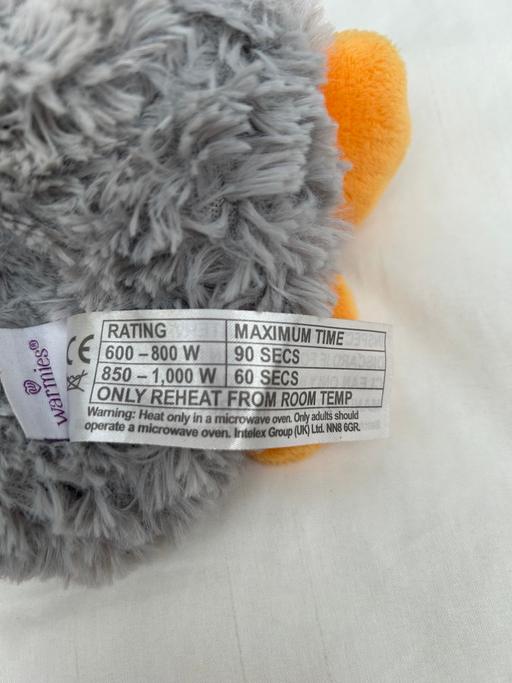 warmies®
CE
RATING MAXIMUM TIME
600 – 800 W 90 SECS
850 – 1,000 W 60 SECS
ONLY REHEAT FROM ROOM TEMP
Warning: Heat only in a microwave oven. Only adults should
operate a microwave oven. Intelex Group (UK) Ltd. NN8 6GR.